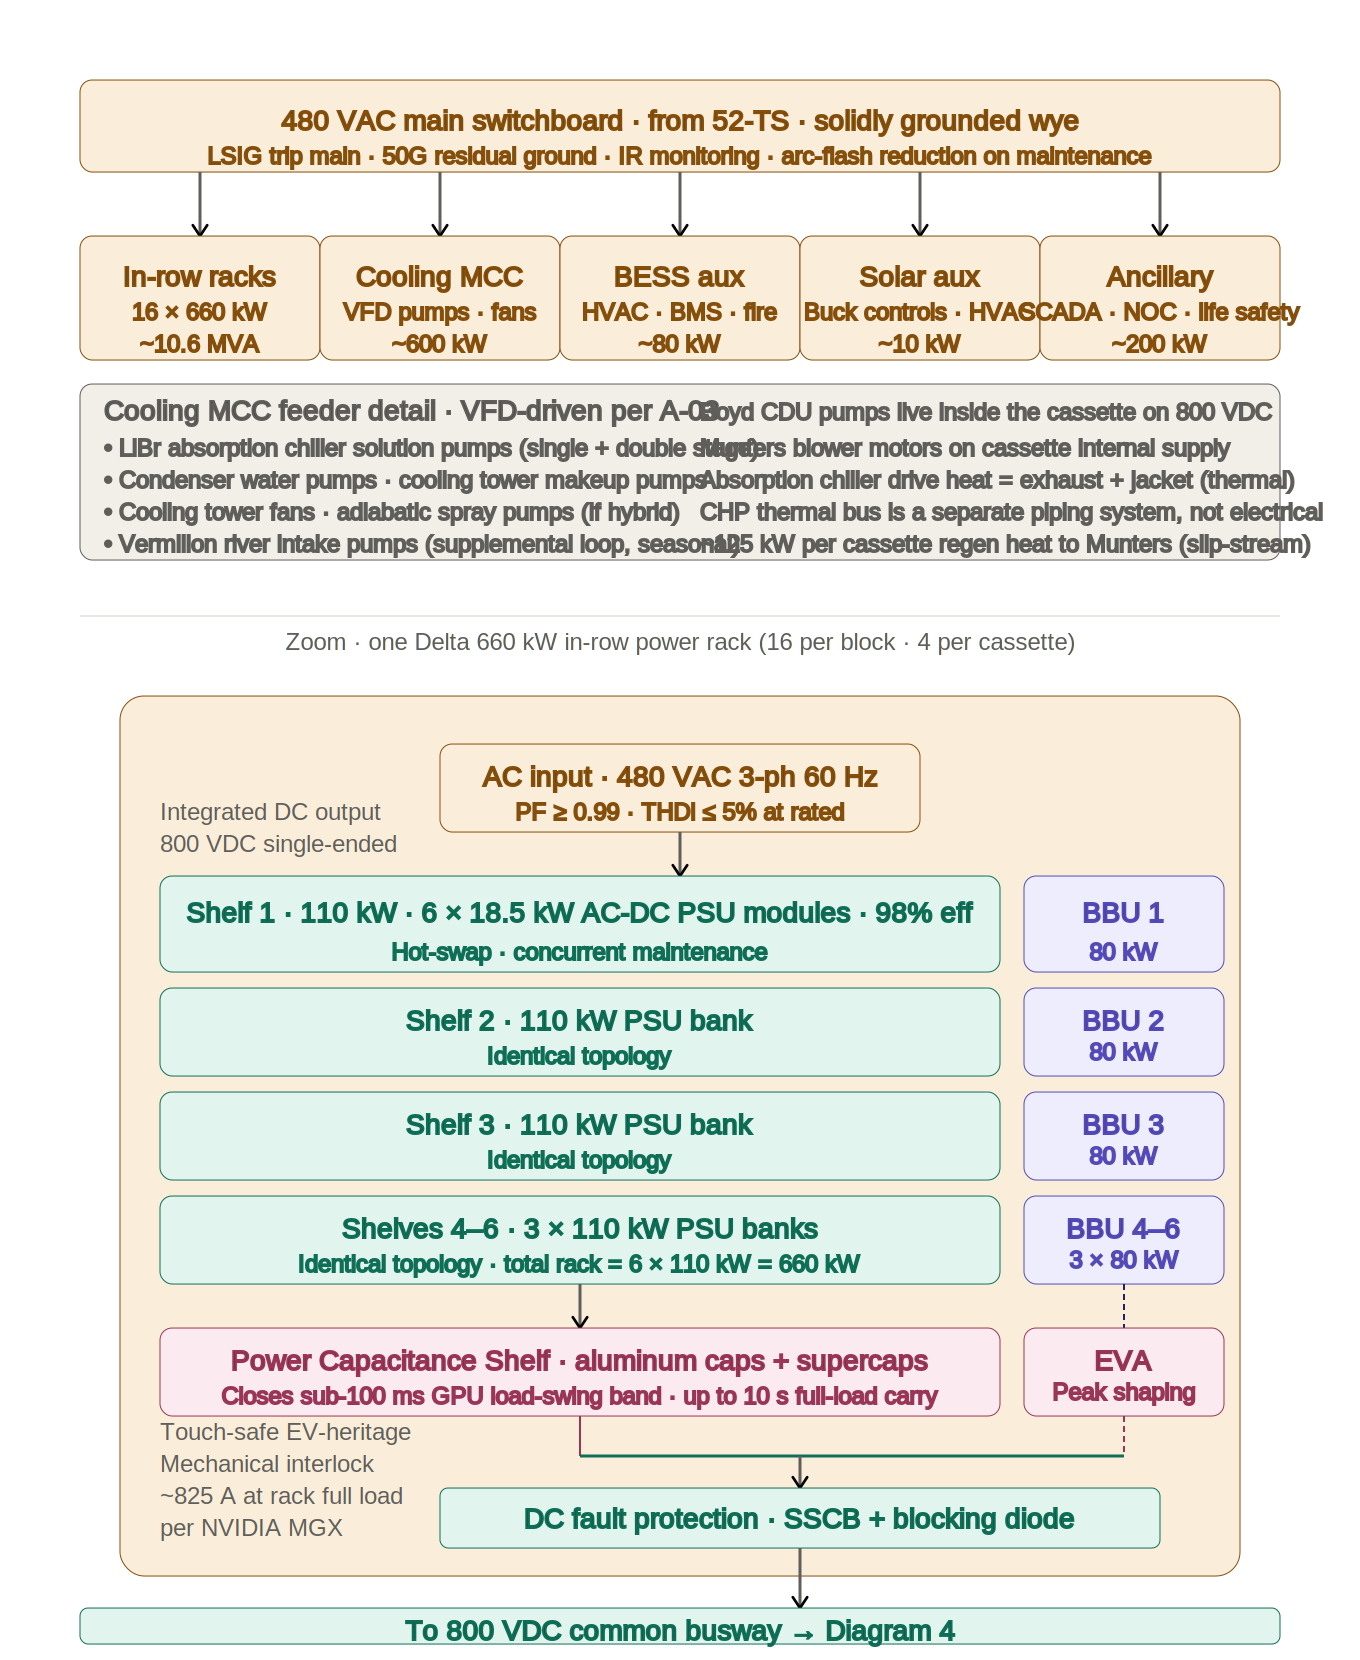 480 VAC main switchboard · from 52-TS · solidly grounded wye
LSIG trip main · 50G residual ground · IR monitoring · arc-flash reduction on maintenance
In-row racks
16 × 660 kW
~10.6 MVA
Cooling MCC
VFD pumps · fans
~600 kW
BESS aux
HVAC · BMS · fire
~80 kW
Solar aux
Buck controls · HVAC
~10 kW
Ancillary
SCADA · NOC · life safety
~200 kW
Cooling MCC feeder detail · VFD-driven per A-03
• LiBr absorption chiller solution pumps (single + double stage)
• Condenser water pumps · cooling tower makeup pumps
• Cooling tower fans · adiabatic spray pumps (if hybrid)
• Vermilion river intake pumps (supplemental loop, seasonal)
Boyd CDU pumps live inside the cassette on 800 VDC
Munters blower motors on cassette internal supply
Absorption chiller drive heat = exhaust + jacket (thermal)
CHP thermal bus is a separate piping system, not electrical
~125 kW per cassette regen heat to Munters (slip-stream)
Zoom · one Delta 660 kW in-row power rack (16 per block · 4 per cassette)
AC input · 480 VAC 3-ph 60 Hz
PF ≥ 0.99 · THDi ≤ 5% at rated
Integrated DC output
800 VDC single-ended
Shelf 1 · 110 kW · 6 × 18.5 kW AC-DC PSU modules · 98% eff
Hot-swap · concurrent maintenance
BBU 1
80 kW
Shelf 2 · 110 kW PSU bank
Identical topology
BBU 2
80 kW
Shelf 3 · 110 kW PSU bank
Identical topology
BBU 3
80 kW
Shelves 4–6 · 3 × 110 kW PSU banks
Identical topology · total rack = 6 × 110 kW = 660 kW
BBU 4–6
3 × 80 kW
Power Capacitance Shelf · aluminum caps + supercaps
Closes sub-100 ms GPU load-swing band · up to 10 s full-load carry
EVA
Peak shaping
Touch-safe EV-heritage
Mechanical interlock
~825 A at rack full load
per NVIDIA MGX
DC fault protection · SSCB + blocking diode
To 800 VDC common busway → Diagram 4